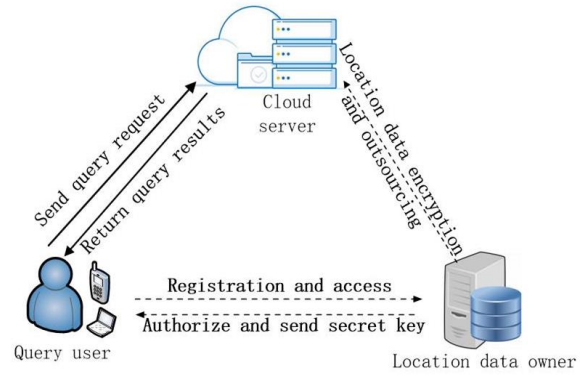 Cloud
server
Send query request
Return query results
Location data encryption
and outsourcing
Registration and access
Authorize and send secret key
Query user
Location data owner